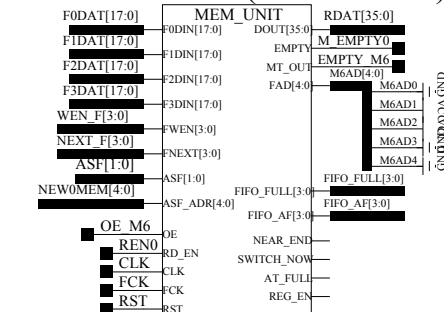 MEM_UNIT
F0DAT[17:0]
F0DIN[17:0]
F1DAT[17:0]
F1DIN[17:0]
F2DAT[17:0]
F2DIN[17:0]
F3DAT[17:0]
F3DIN[17:0]
WEN_F[3:0]
FWEN[3:0]
NEXT_F[3:0]
FNEXT[3:0]
ASF[1:0]
ASF[1:0]
NEW0MEM[4:0]
ASF_ADR[4:0]
OE_M6
OE
REN0
RD_EN
CLK
CLK
FCK
FCK
RST
RST
RDAT[35:0]
DOUT[35:0]
M_EMPTY0
EMPTY
EMPTY_M6
MT_OUT
M6AD[4:0]
FAD[4:0]
M6AD0
M6AD1
M6AD2
M6AD3
M6AD4
FIFO_FULL[3:0]
FIFO_FULL[3:0]
FIFO_AF[3:0]
FIFO_AF[3:0]
NEAR_END
SWITCH_NOW
AT_FULL
REG_EN